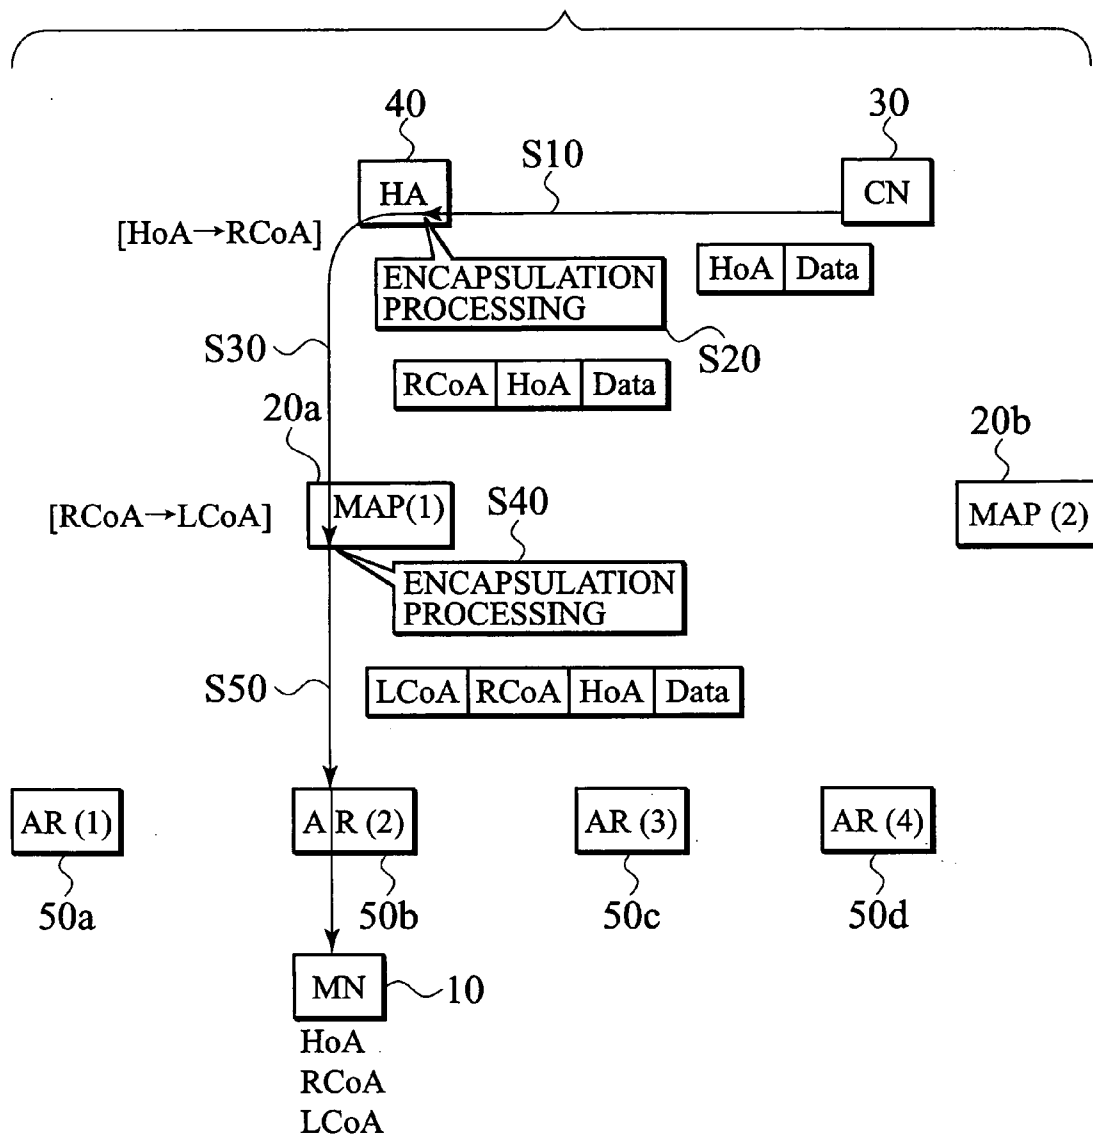 40
30
S10
HA
CN
[HoA→RCoA]
HoA Data
ENCAPSULATION
PROCESSING
S30
S20
RCoA HoA Data
20a
20b
[RCoA→LCoA]
MAP(1)
S40
MAP (2)
ENCAPSULATION
PROCESSING
S50
LCoA RCoA HoA Data
AR (1)
AR (2)
AR (3)
AR (4)
50a
50b
50c
50d
MN
10
HoA
RCoA
LCoA